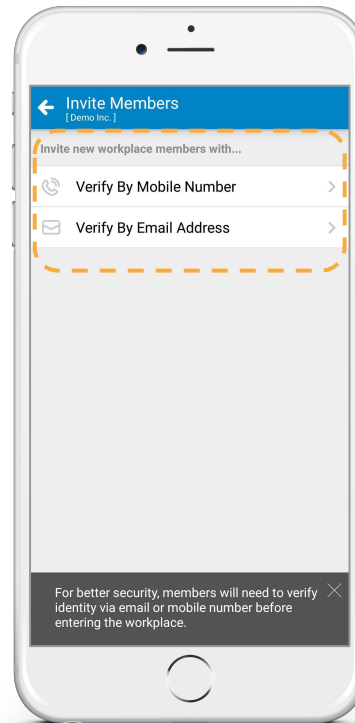 Invite Members
[ Demo Inc. ]
Invite new workplace members with...
Verify By Mobile Number
Verify By Email Address
For better security, members will need to verify
identity via email or mobile number before
entering the workplace.